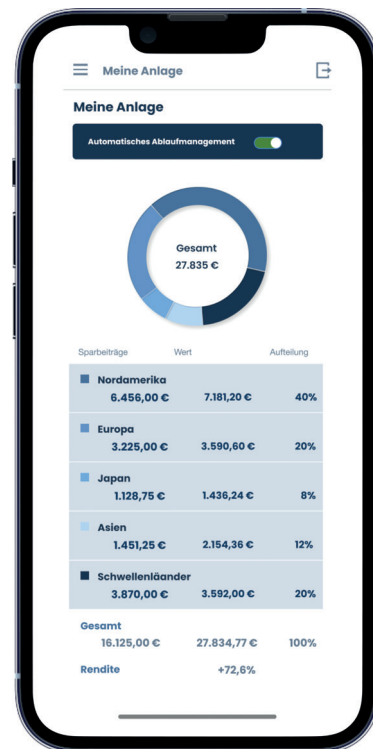 Meine Anlage
Meine Anlage
Automatisches Ablaufmanagement
Gesamt
27.835 €
Sparbeiträge Wert Aufteilung
Nordamerika
6.456,00 € 7.181,20 € 40%
Europa
3.225,00 € 3.590,60 € 20%
Japan
1.128,75 € 1.436,24 € 8%
Asien
1.451,25 € 2.154,36 € 12%
Schwellenläander
3.870,00 € 3.592,00 € 20%
Gesamt
16.125,00 € 27.834,77 € 100%
Rendite +72,6%